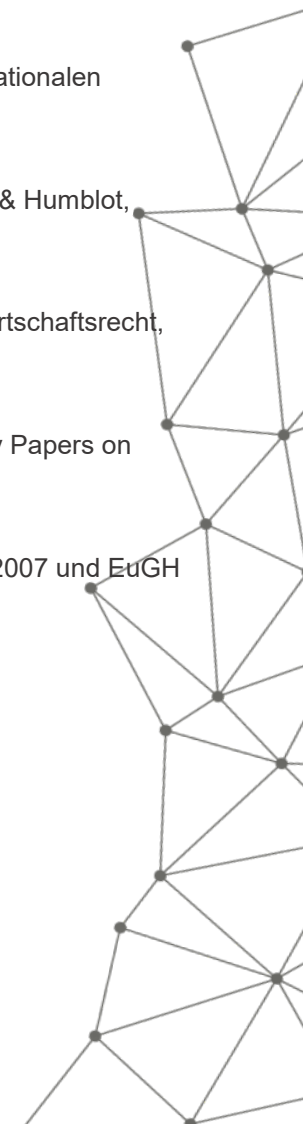 ationalen
& Humblot,
rtschaftsrecht,
Papers on
2007 und EuGH